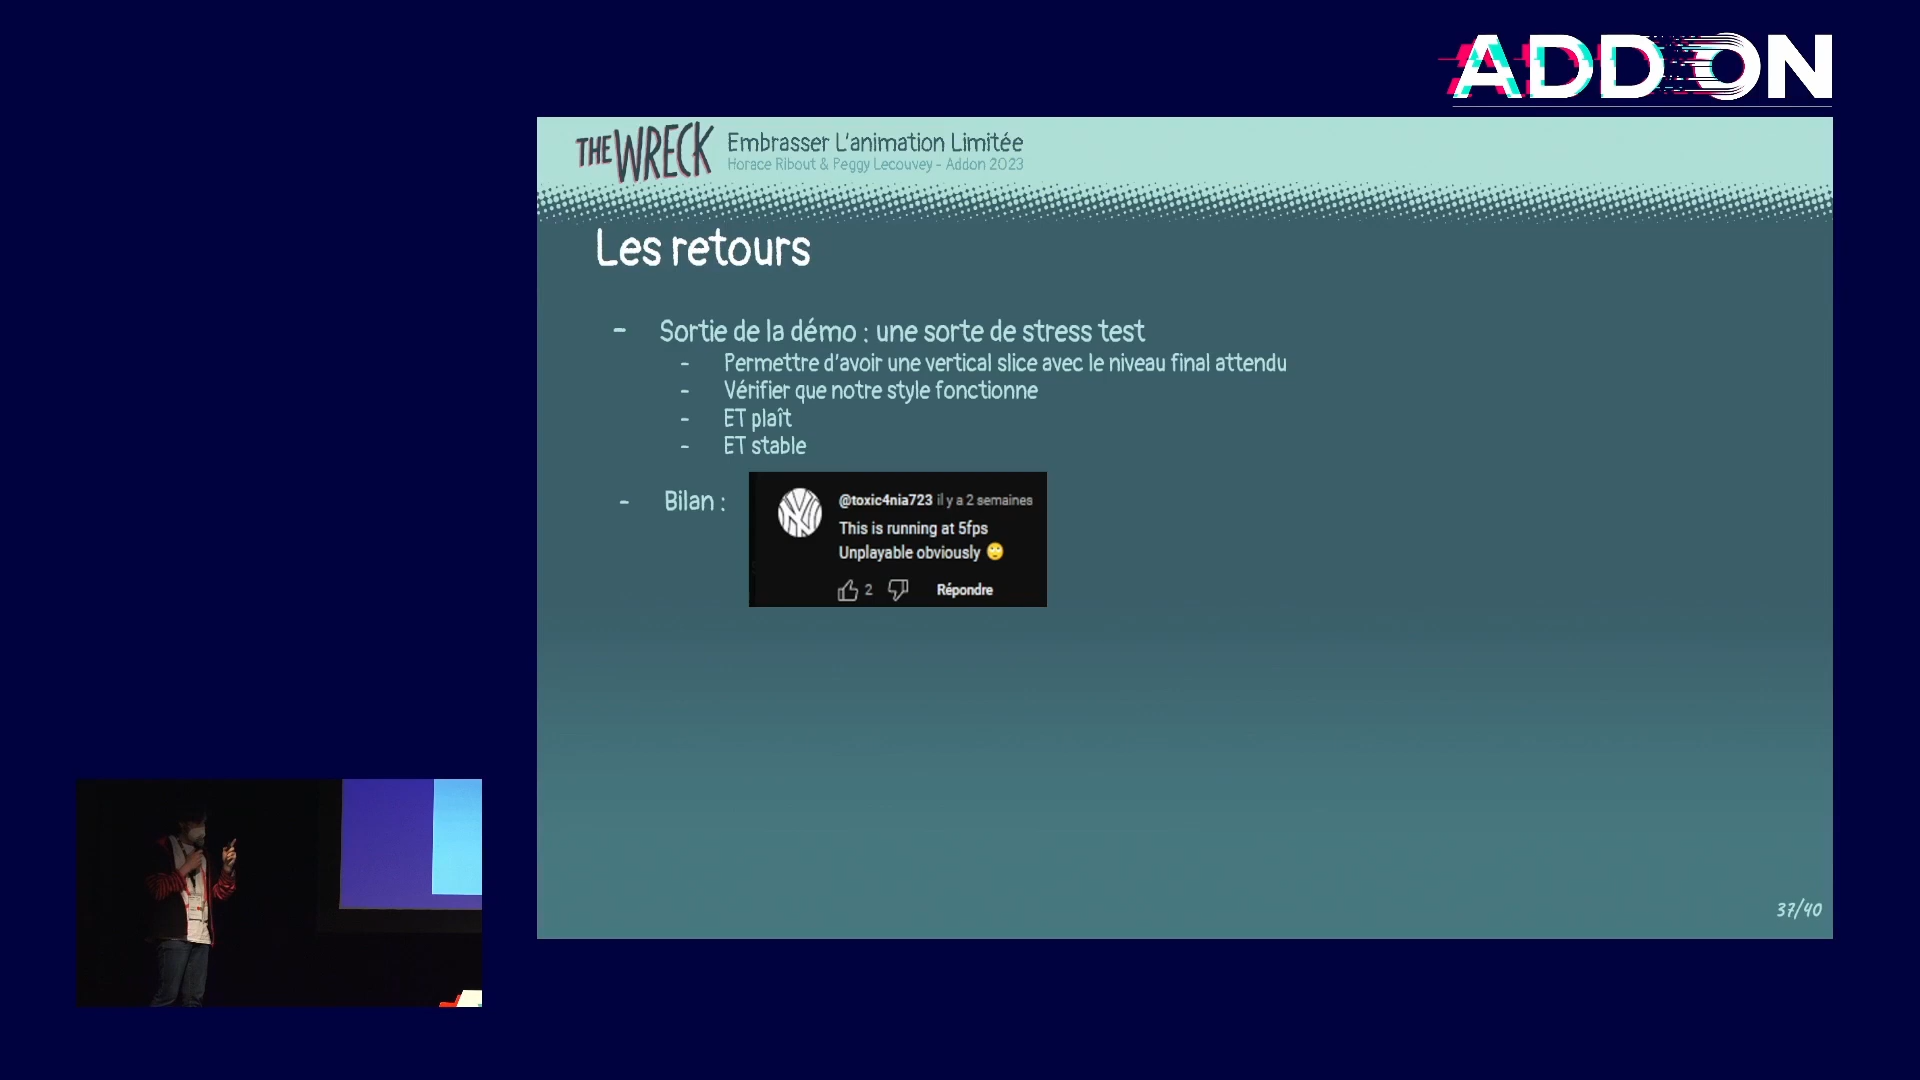 ADDON
THE WRECK
Embrasser L'animation Limitée
Horace Ribout & Peggy Lecouvey - Addon 2023
Les retours
- Sortie de la démo : une sorte de stress test
- Permettre d'avoir une vertical slice avec le niveau final attendu
- Vérifier que notre style fonctionne
- ET plaît
- ET stable
- Bilan :
@toxic4nia723 il y a 2 semaines
This is running at 5fps
Unplayable obviously 🙄
2 Répondre
37/40